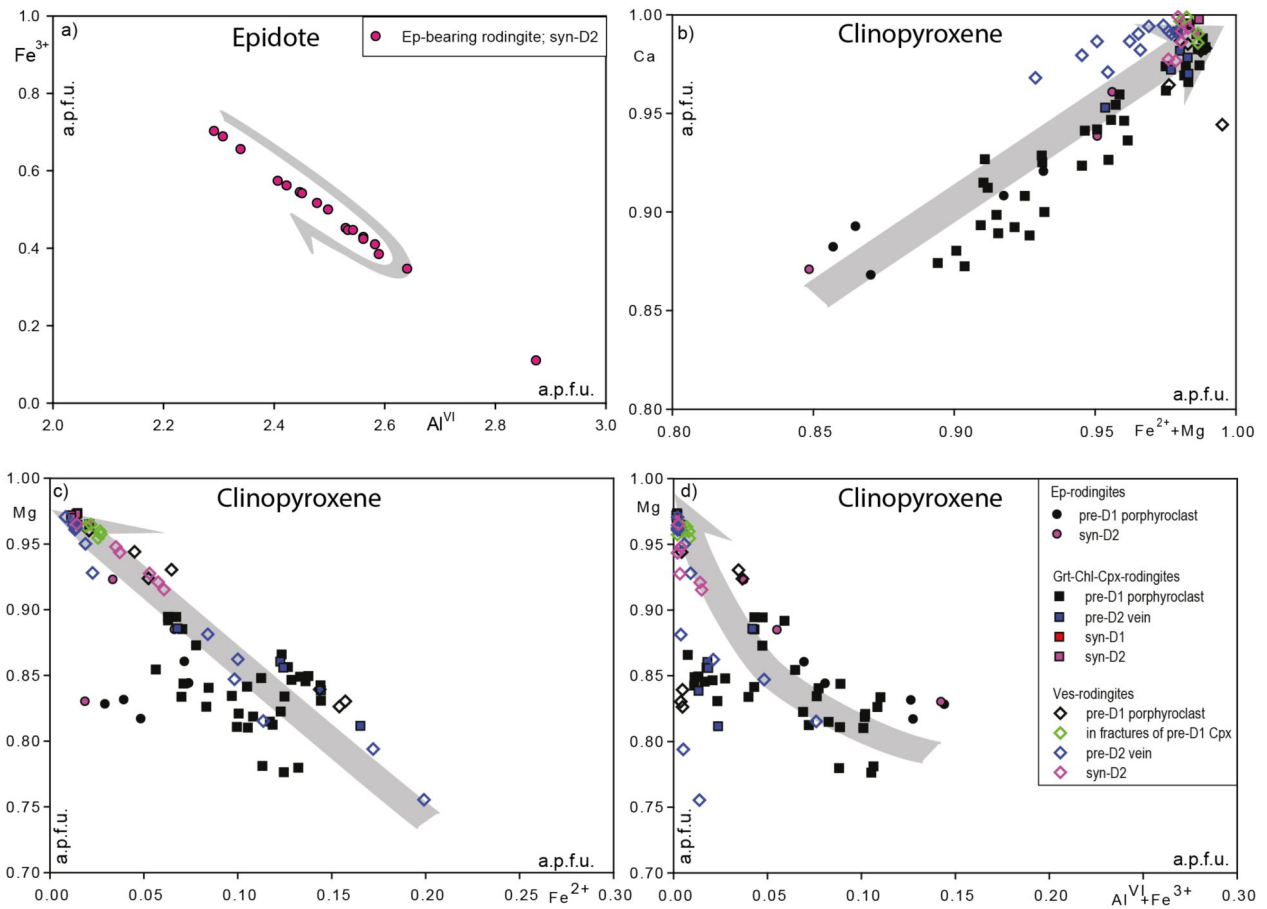 a)
Epidote
Ep-bearing rodingite; syn-D2
Fe3+
a.p.f.u.
1.0
0.8
0.6
0.4
0.2
0.0
2.0
2.2
2.4
2.6
2.8
3.0
AlVI
a.p.f.u.
b)
Clinopyroxene
Ca
a.p.f.u.
1.00
0.95
0.90
0.85
0.80
0.80
0.85
0.90
0.95
1.00
Fe2++Mg
a.p.f.u.
c)
Clinopyroxene
Mg
a.p.f.u.
1.00
0.95
0.90
0.85
0.80
0.75
0.70
0.00
0.05
0.10
0.15
0.20
0.30
Fe2+
a.p.f.u.
d)
Clinopyroxene
Mg
a.p.f.u.
1.00
0.95
0.90
0.85
0.80
0.75
0.70
0.00
0.05
0.10
0.15
0.20
0.30
AlVI+Fe3+
a.p.f.u.
Ep-rodingites
pre-D1 porphyroclast
syn-D2
Grt-Chl-Cpx-rodingites
pre-D1 porphyroclast
pre-D2 vein
syn-D1
syn-D2
Ves-rodingites
pre-D1 porphyroclast
in fractures of pre-D1 Cpx
pre-D2 vein
syn-D2